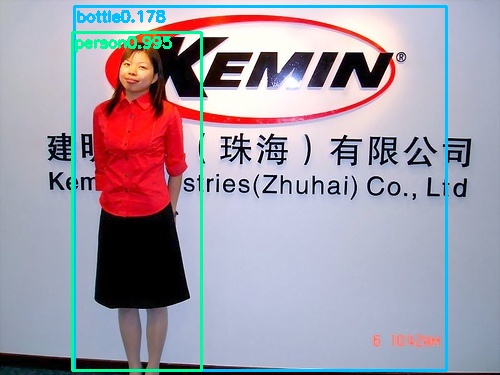 bottle0.178
person0.995
KEMIN®
建明 （珠海）有限公司
Kem stries(Zhuhai) Co., Ltd